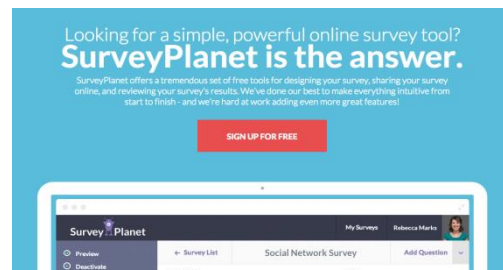 Looking for a simple, powerful online survey tool?
SurveyPlanet is the answer.
SurveyPlanet offers a tremendous set of free tools for designing your survey, sharing your survey
online, and reviewing your survey's results. We've done our best to make everything intuitive from
start to finish - and we're hard at work adding even more great features!
SIGN UP FOR FREE
Survey Planet My Surveys Rebecca Marks
Preview ← Survey List Social Network Survey Add Question
Deactivate